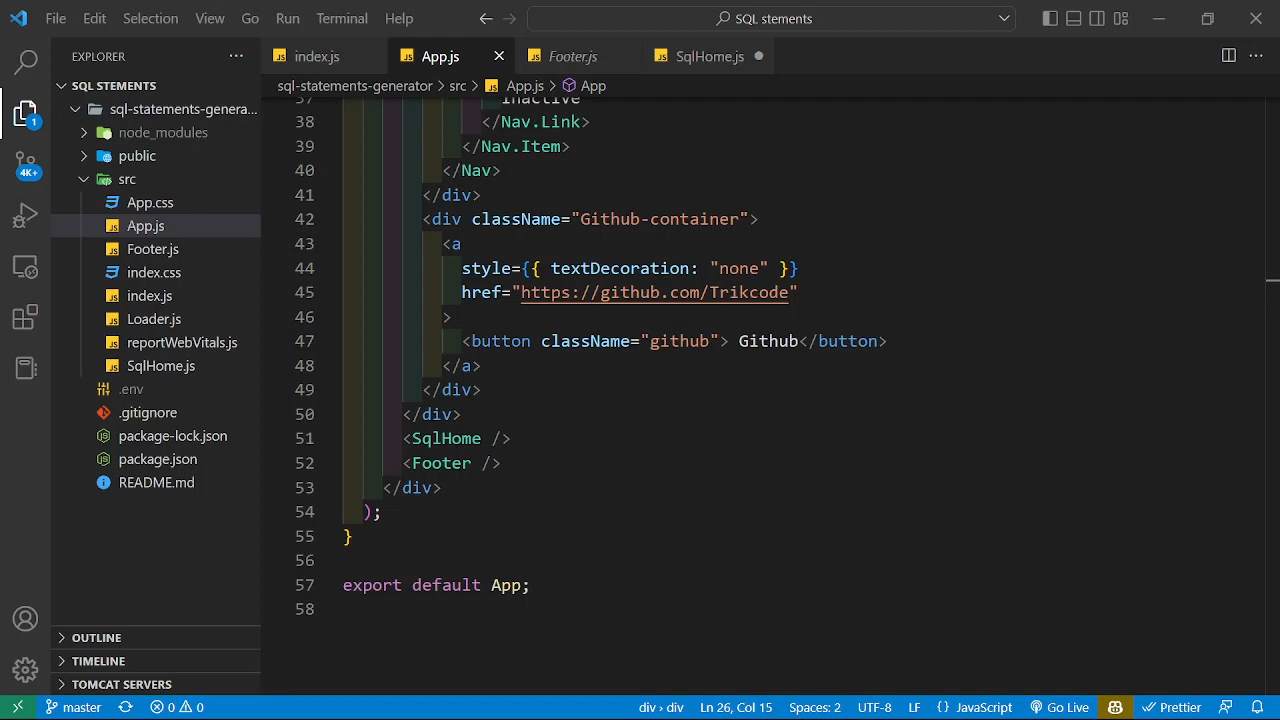 File Edit Selection View Go Run Terminal Help
SQL stements
EXPLORER
index.js
App.js
Footer.js
SqlHome.js
SQL STEMENTS
sql-statements-genera...
node_modules
public
src
App.css
App.js
Footer.js
index.css
index.js
Loader.js
reportWebVitals.js
SqlHome.js
.env
.gitignore
package-lock.json
package.json
README.md
OUTLINE
TIMELINE
TOMCAT SERVERS
1
4K+
sql-statements-generator > src > App.js > App
37 Inactive
38 </Nav.Link>
39 </Nav.Item>
40 </Nav>
41 </div>
42 <div className="Github-container">
43 <a
44 style={{ textDecoration: "none" }}
45 href="https://github.com/Trikcode"
46 >
47 <button className="github"> Github</button>
48 </a>
49 </div>
50 </div>
51 <SqlHome />
52 <Footer />
53 </div>
54 );
55 }
56
57 export default App;
58
master 0 0 div > div Ln 26, Col 15 Spaces: 2 UTF-8 LF {} JavaScript Go Live Prettier